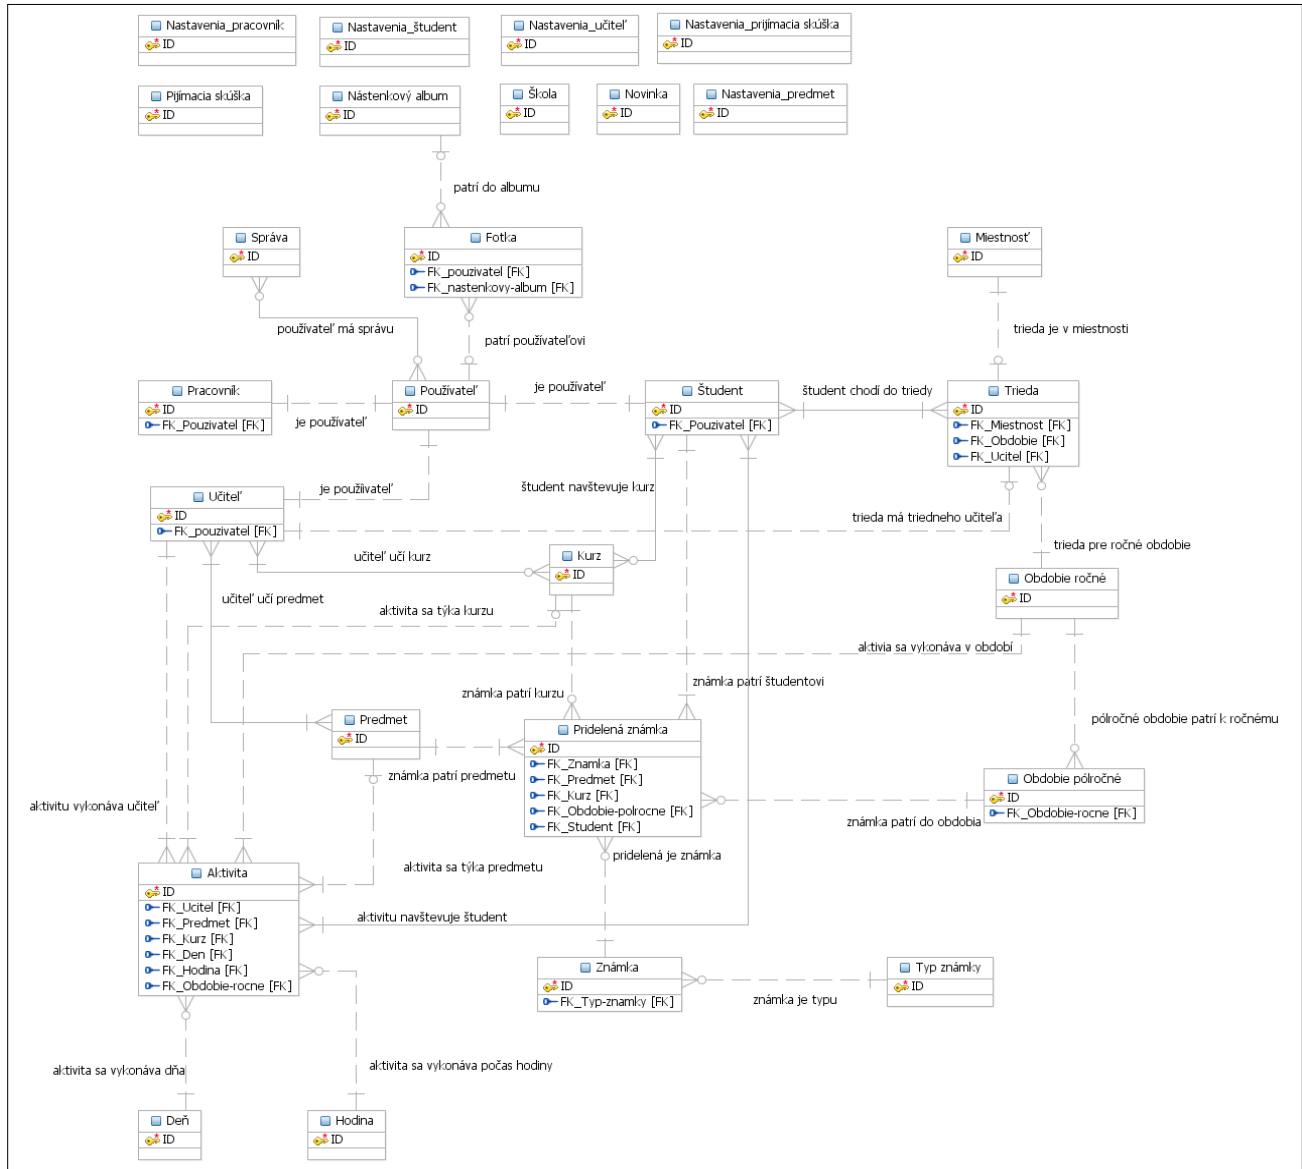 Nastavenia_pracovník
ID
Nastavenia_študent
ID
Nastavenia_učiteľ
ID
Nastavenia_prijímacia skúška
ID
Pijímacia skúška
ID
Nástenkový album
ID
Škola
ID
Novinka
ID
Nastavenia_predmet
ID
patrí do albumu
Správa
ID
Fotka
ID
FK_pouzivatel [FK]
FK_nastenkovy-album [FK]
Miestnosť
ID
používateľ má správu
patrí používateľovi
trieda je v miestnosti
Pracovník
ID
FK_Pouzivatel [FK]
je používateľ
Používateľ
ID
je používateľ
Študent
ID
FK_Pouzivatel [FK]
študent chodí do triedy
Trieda
ID
FK_Miestnost [FK]
FK_Obdobie [FK]
FK_Ucitel [FK]
je použiívateľ
študent navštevuje kurz
Učiteľ
ID
FK_pouzivatel [FK]
trieda má triedneho učiteľa
trieda pre ročné obdobie
učiteľ učí kurz
Kurz
ID
Obdobie ročné
ID
učiteľ učí predmet
aktivita sa týka kurzu
aktivia sa vykonáva v období
známka patrí kurzu
známka patrí študentovi
Predmet
ID
Pridelená známka
ID
FK_Znamka [FK]
FK_Predmet [FK]
FK_Kurz [FK]
FK_Obdobie-polrocne [FK]
FK_Student [FK]
pólročné obdobie patrí k ročnému
známka patrí predmetu
Obdobie pólročné
ID
FK_Obdobie-rocne [FK]
aktivitu vykonáva učiteľ
známka patrí do obdobia
pridelená je známka
aktivita sa týka predmetu
Aktivita
ID
FK_Ucitel [FK]
FK_Predmet [FK]
FK_Kurz [FK]
FK_Den [FK]
FK_Hodina [FK]
FK_Obdobie-rocne [FK]
aktivitu navštevuje študent
Známka
ID
FK_Typ-znamky [FK]
známka je typu
Typ známky
ID
aktivita sa vykonáva dňa
aktivita sa vykonáva počas hodiny
Deň
ID
Hodina
ID